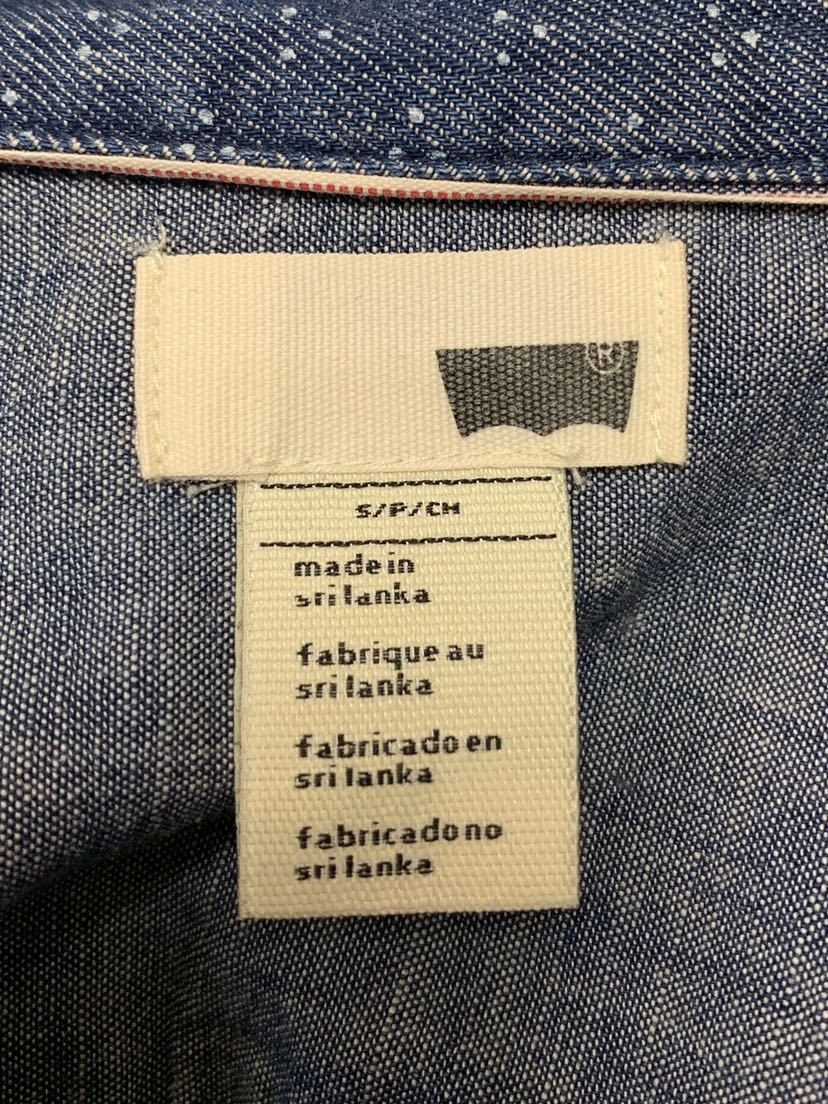 ®
S/P/CH
made in
sri lanka
fabrique au
sri lanka
fabricado en
sri lanka
fabricado no
sri lanka